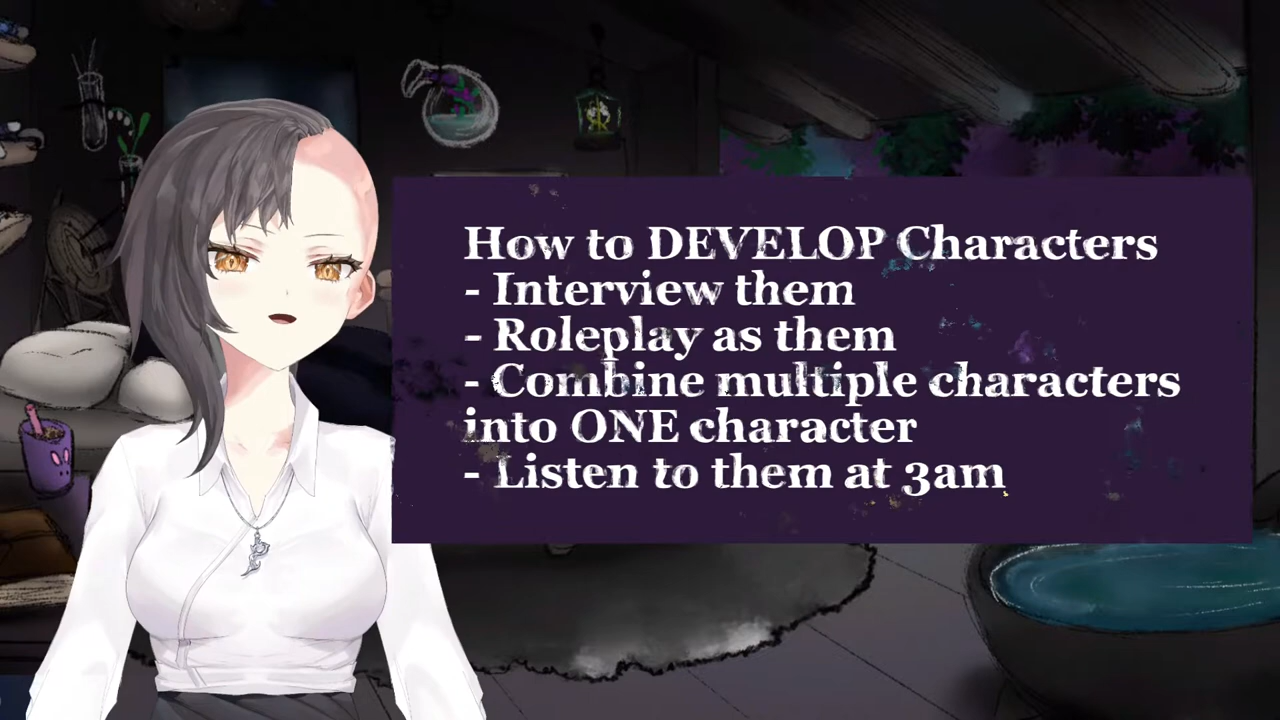 How to DEVELOP Characters
- Interview them
- Roleplay as them
- Combine multiple characters
into ONE character
- Listen to them at 3am